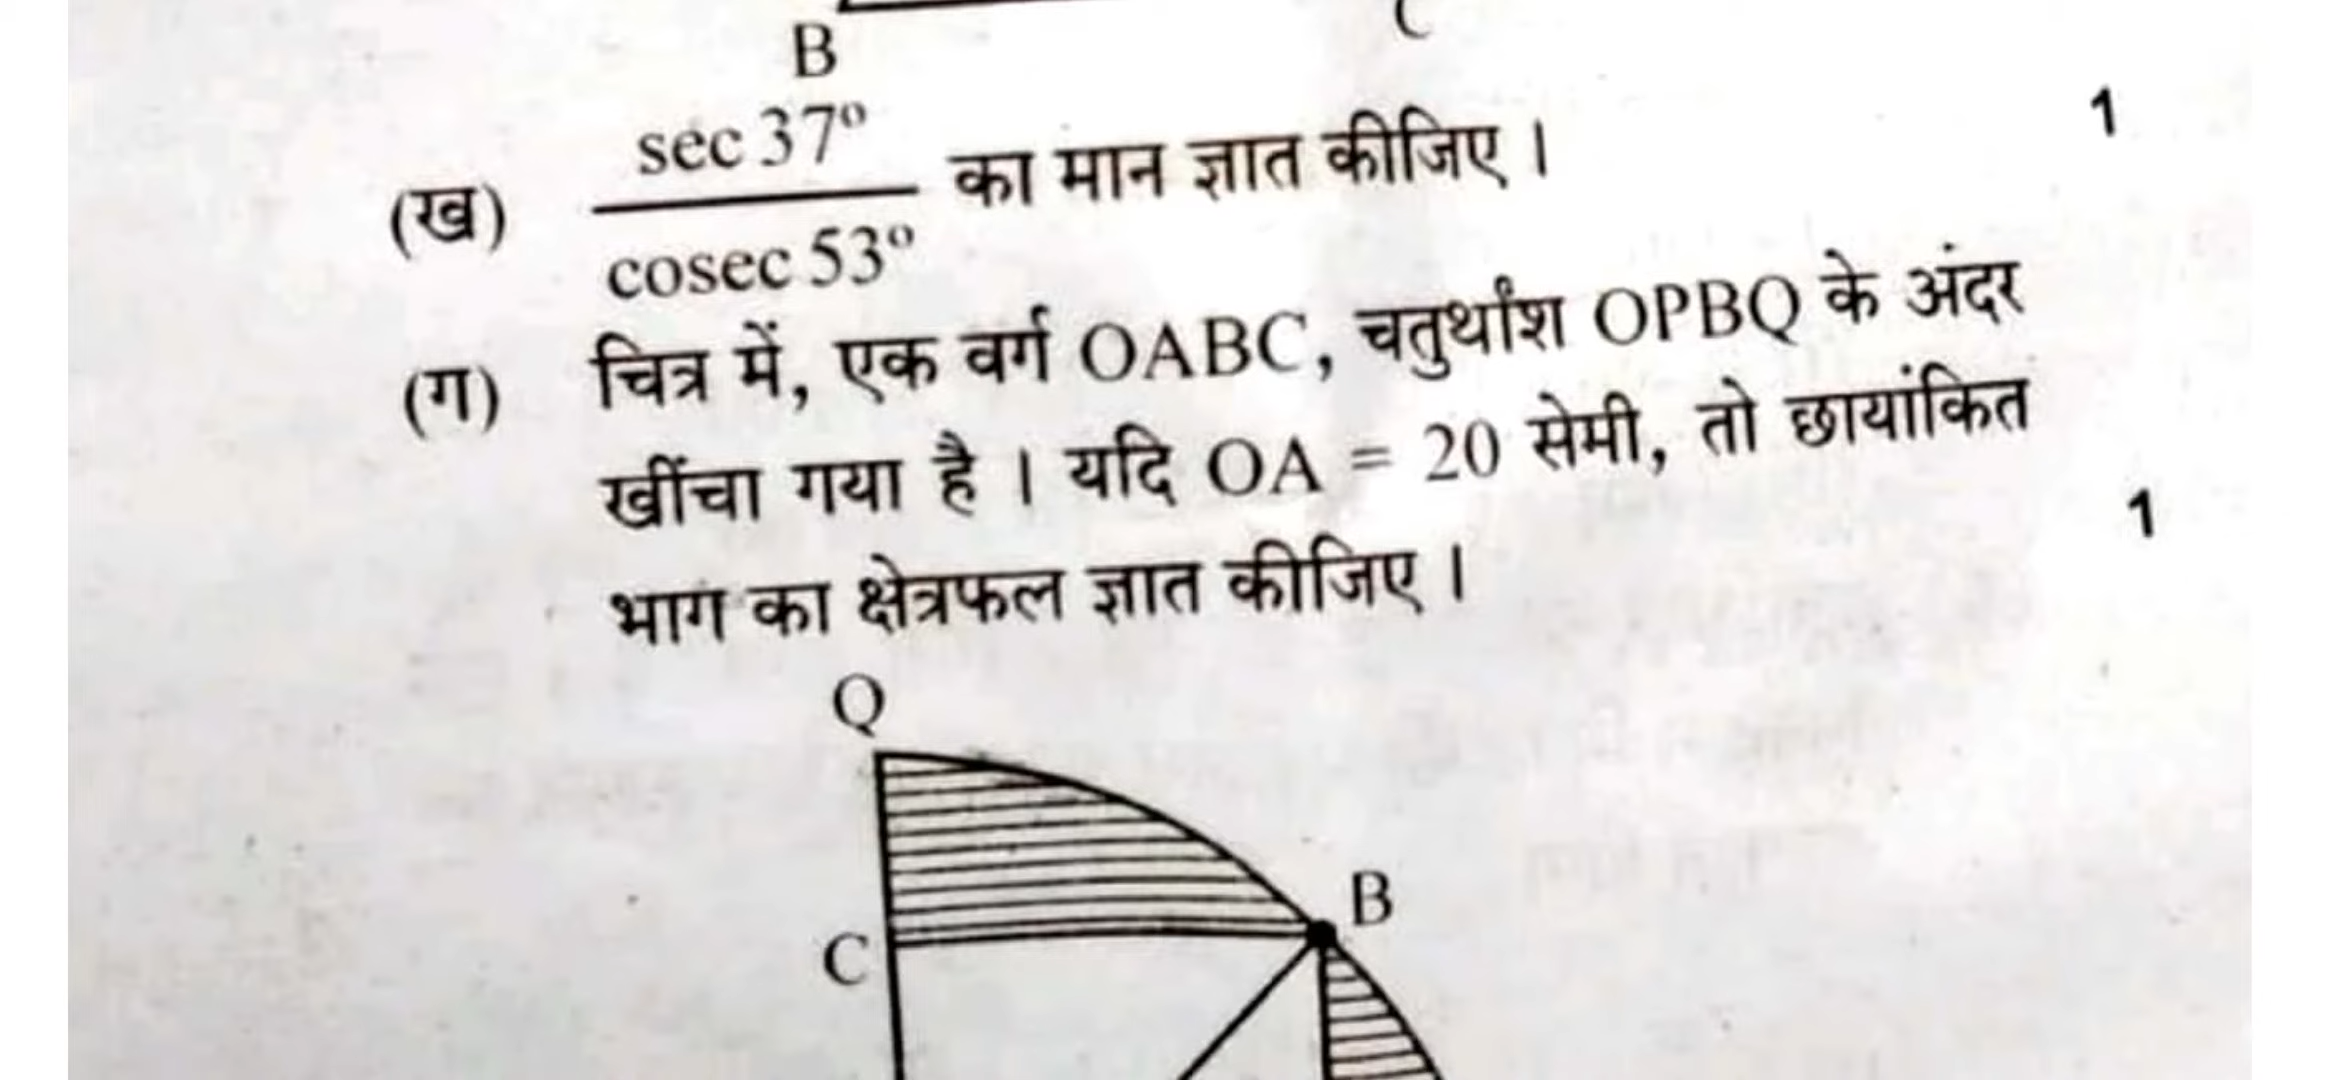 B C
1
(ख) sec 37° / cosec 53° का मान ज्ञात कीजिए ।
(ग) चित्र में, एक वर्ग OABC, चतुर्थांश OPBQ के अंदर
खींचा गया है । यदि OA = 20 सेमी, तो छायांकित
भाग का क्षेत्रफल ज्ञात कीजिए ।
1
Q
B
C